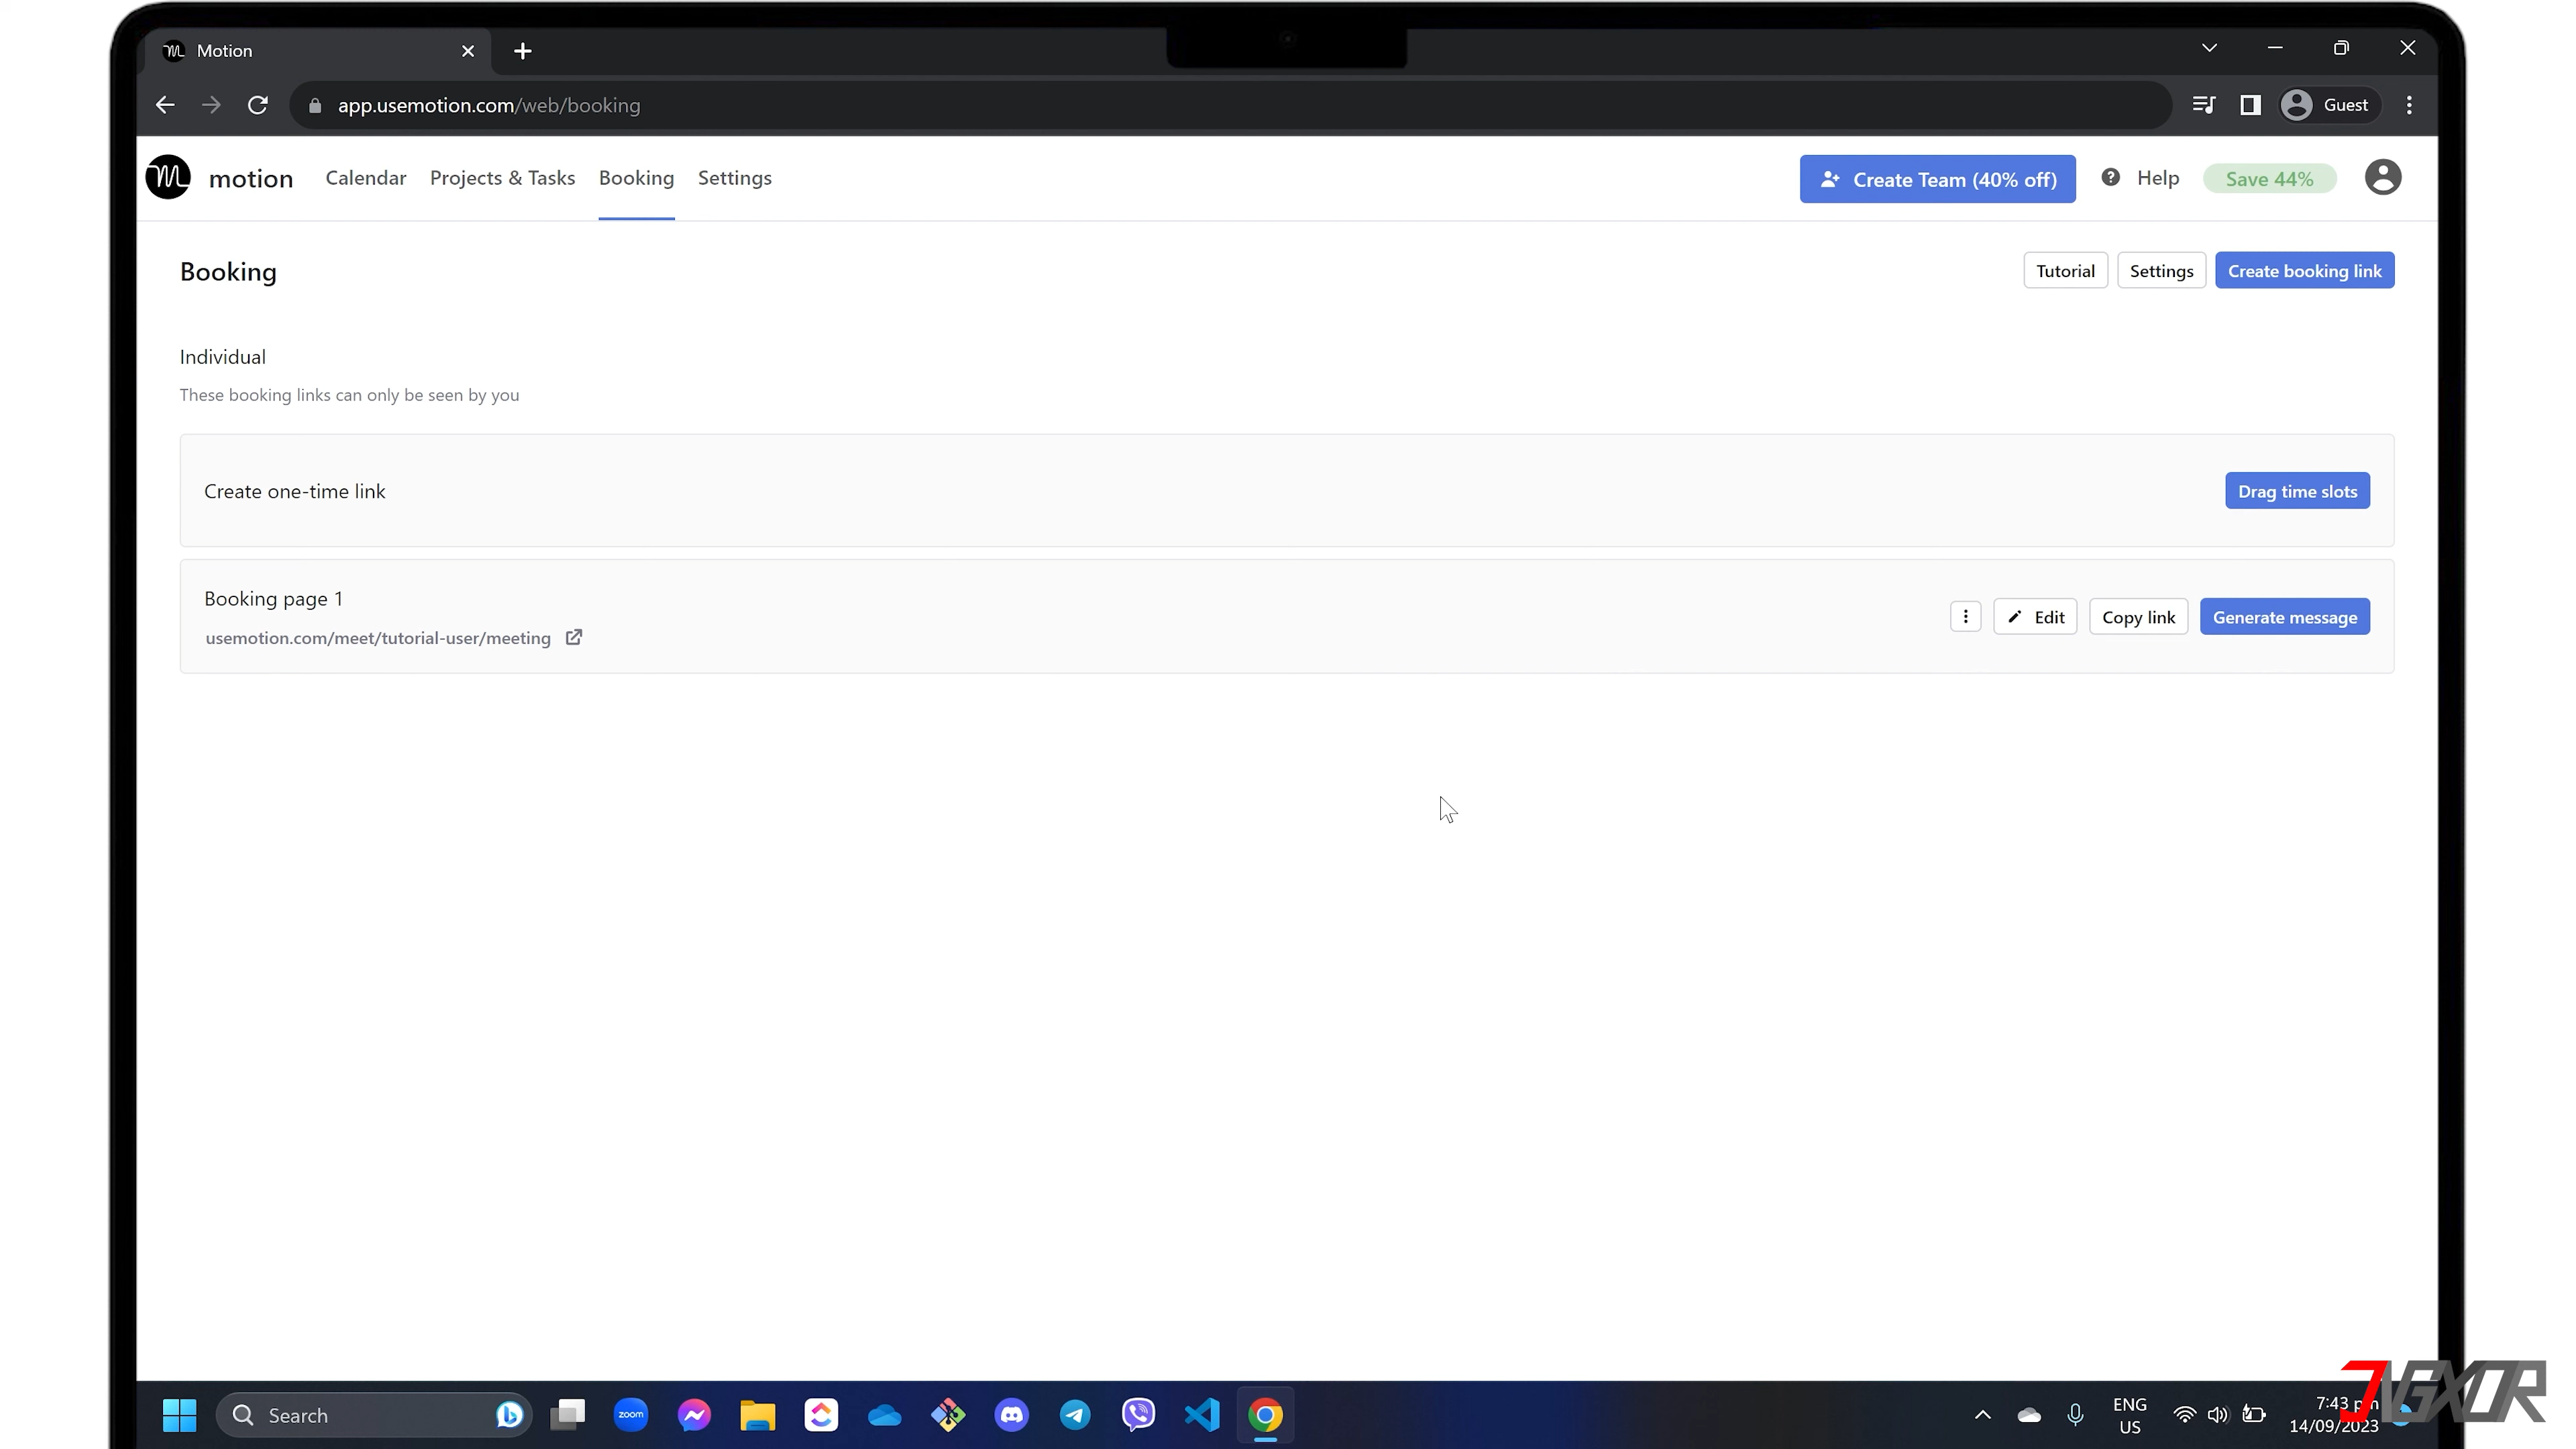 Motion
app.usemotion.com/web/booking
Guest
motion
Calendar
Projects & Tasks
Booking
Settings
Create Team (40% off)
Help
Save 44%
Booking
Tutorial
Settings
Create booking link
Individual
These booking links can only be seen by you
Create one-time link
Drag time slots
Booking page 1
usemotion.com/meet/tutorial-user/meeting
Edit
Copy link
Generate message
Search
zoom
ENG
US
7:43 pm
14/09/2023